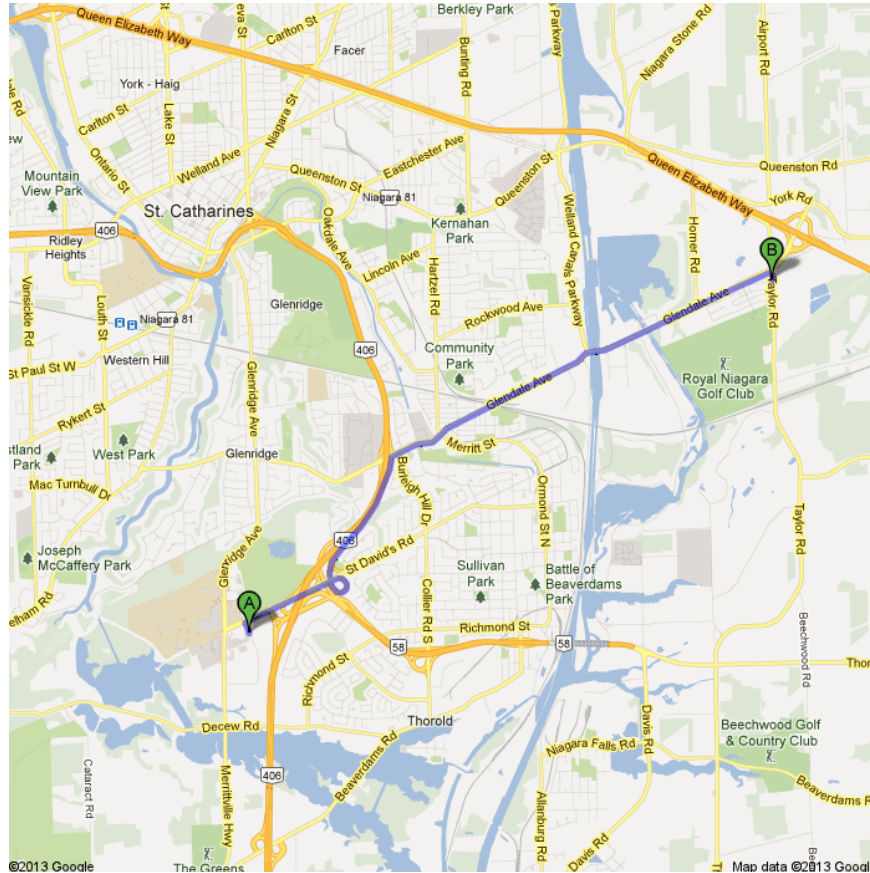 Berkley Park
Queen Elizabeth Way
Carlton St
Facer
York - Haig
Lake St
Niagara St
Bunting Rd
Niagara Stone Rd
Airport Rd
Carlton St
Ontario St
Welland Ave
Eastchester Ave
Queenston St
Queenston St
Queenston Rd
Queen Elizabeth Way
Mountain
View Park
Niagara 81
York Rd
St. Catharines
406
Kernahan
Park
Oakdale Ave
Welland Canals Parkway
Homer Rd
Ridley
Heights
Lincoln Ave
Hartzel Rd
B
Vansickle Rd
Louth St
Niagara 81
Glenridge
Rockwood Ave
Glendale Ave
Taylor Rd
Western Hill
406
Community
Park
St Paul St W
Glenridge Ave
Glendale Ave
Royal Niagara
Golf Club
Rykert St
West Park
Glenridge
Merritt St
Mac Turnbull Dr
Burleigh Hill Dr
Ormond St N
Taylor Rd
Glenridge Ave
406
St David's Rd
Joseph
McCaffery Park
Sullivan
Park
Battle of
Beaverdams
Park
Collier Rd S
A
Richmond St
58
58
Richmond St
Beechwood Rd
Decew Rd
Thorold
Davis Rd
Beechwood Golf
& Country Club
Niagara Falls Rd
Cataract Rd
Merrittville Hwy
406
Beaverdams Rd
Allanburg Rd
Beaverdams
Davis Rd
The Greens
©2013 Google
Map data ©2013 Google